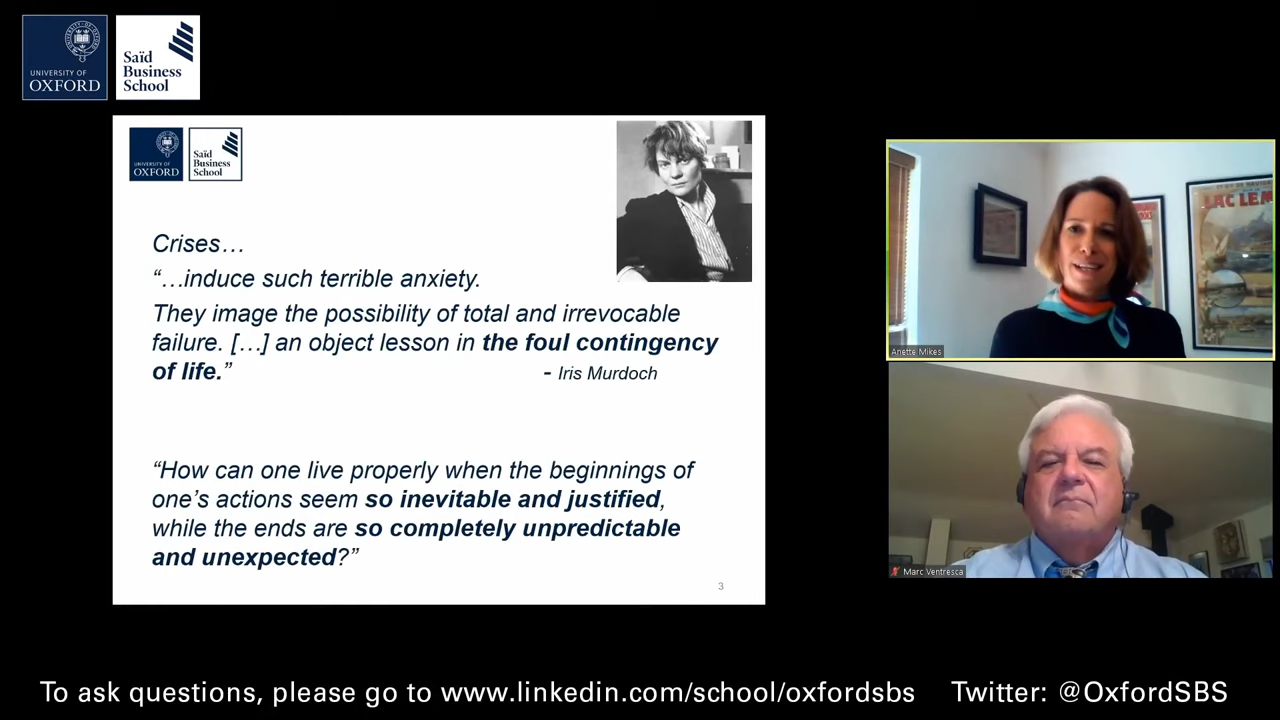 UNIVERSITY OF
OXFORD
Saïd
Business
School
UNIVERSITY OF
OXFORD
Saïd
Business
School
Crises…
“…induce such terrible anxiety.
They image the possibility of total and irrevocable
failure. […] an object lesson in the foul contingency
of life.”
- Iris Murdoch
“How can one live properly when the beginnings of
one’s actions seem so inevitable and justified,
while the ends are so completely unpredictable
and unexpected?”
3
LAC LEM
Anette Mikes
Marc Ventresca
To ask questions, please go to www.linkedin.com/school/oxfordsbs
Twitter: @OxfordSBS